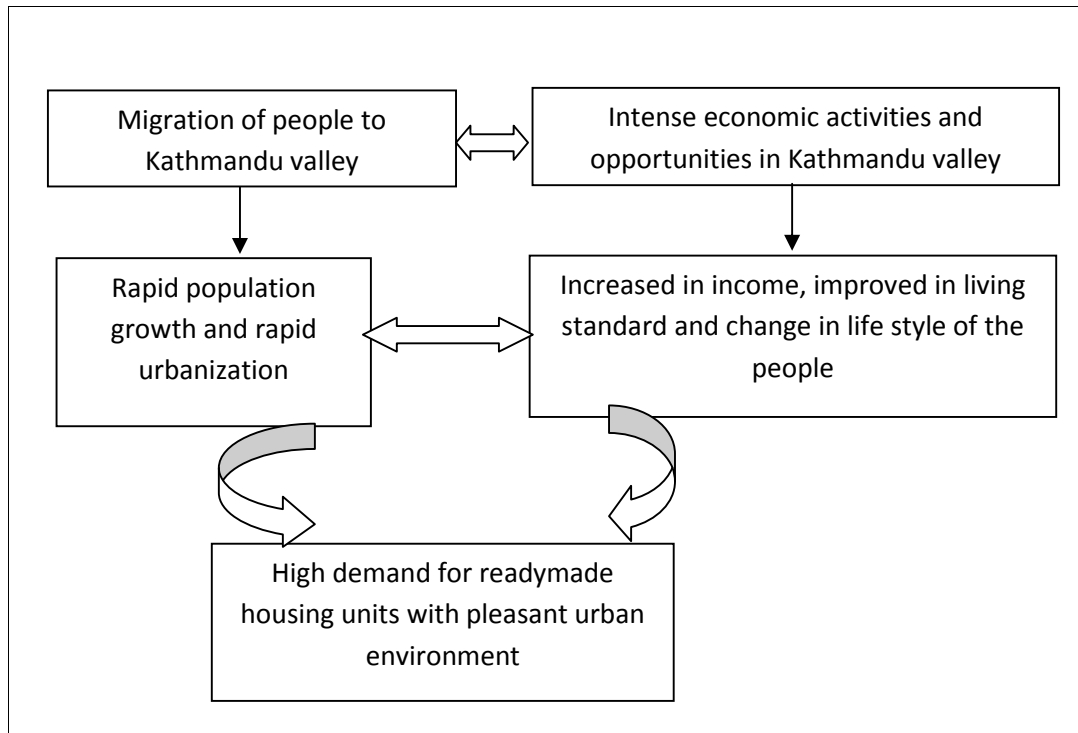 Migration of people to
Kathmandu valley
Intense economic activities and
opportunities in Kathmandu valley
Rapid population
growth and rapid
urbanization
Increased in income, improved in living
standard and change in life style of the
people
High demand for readymade
housing units with pleasant urban
environment